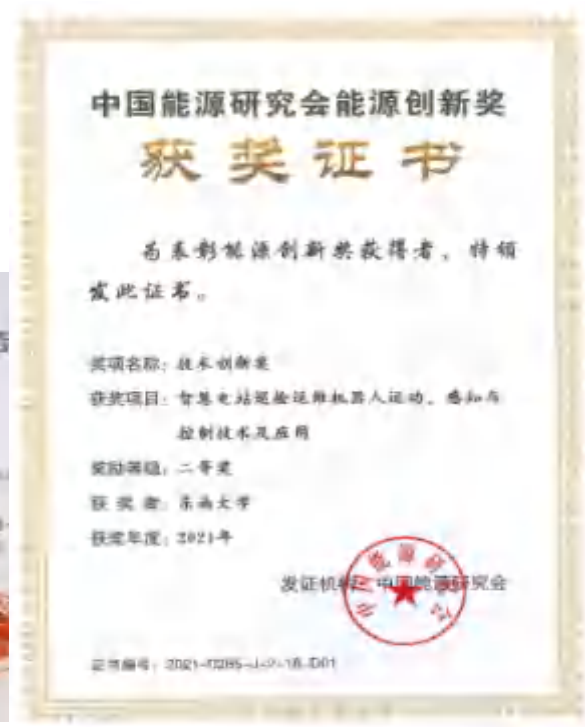 中国能源研究会能源创新奖
获奖证书
为表彰能源创新奖获得者，特颁
发此证书。
奖项名称：技术创新奖
获奖项目：智慧电站巡检运维机器人运动、感知与
控制技术及应用
奖励等级：二等奖
获奖者：东南大学
获奖年度：2021年
发证机构：中国能源研究会
证书编号：